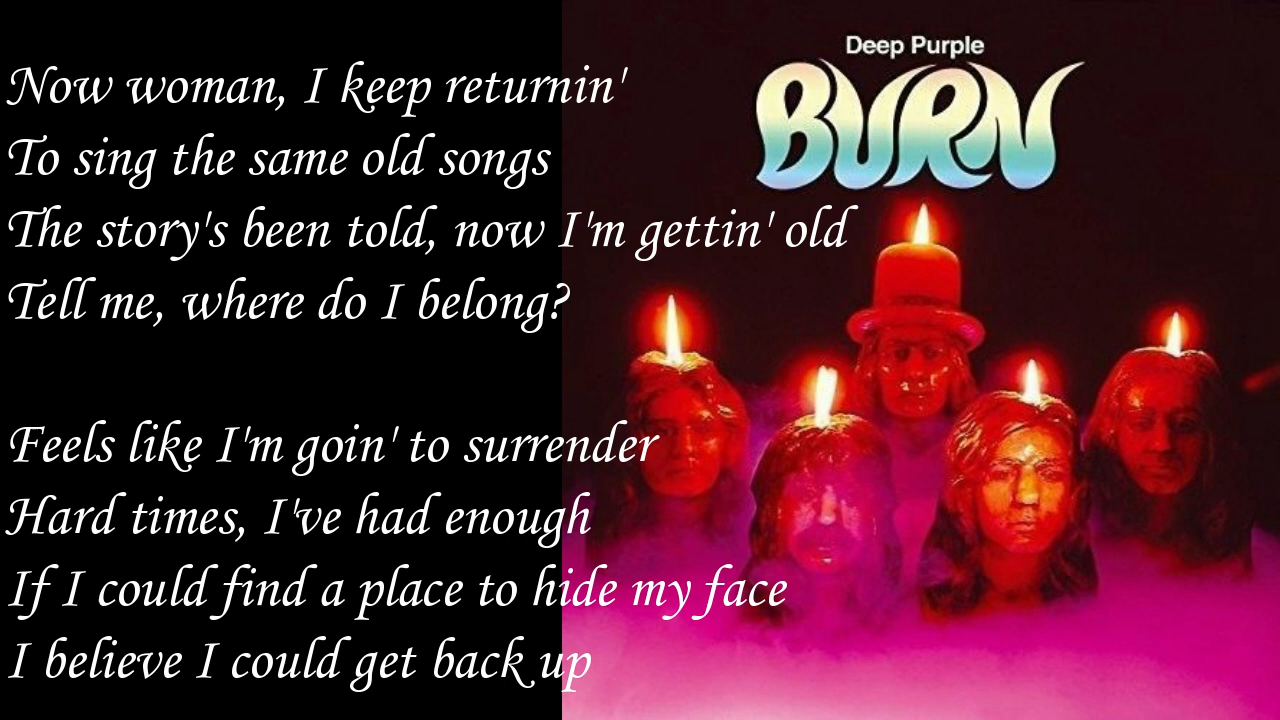 Now woman, I keep returnin'
To sing the same old songs
The story's been told, now I'm gettin' old
Tell me, where do I belong?
Feels like I'm goin' to surrender
Hard times, I've had enough
If I could find a place to hide my face
I believe I could get back up
Deep Purple
BURN